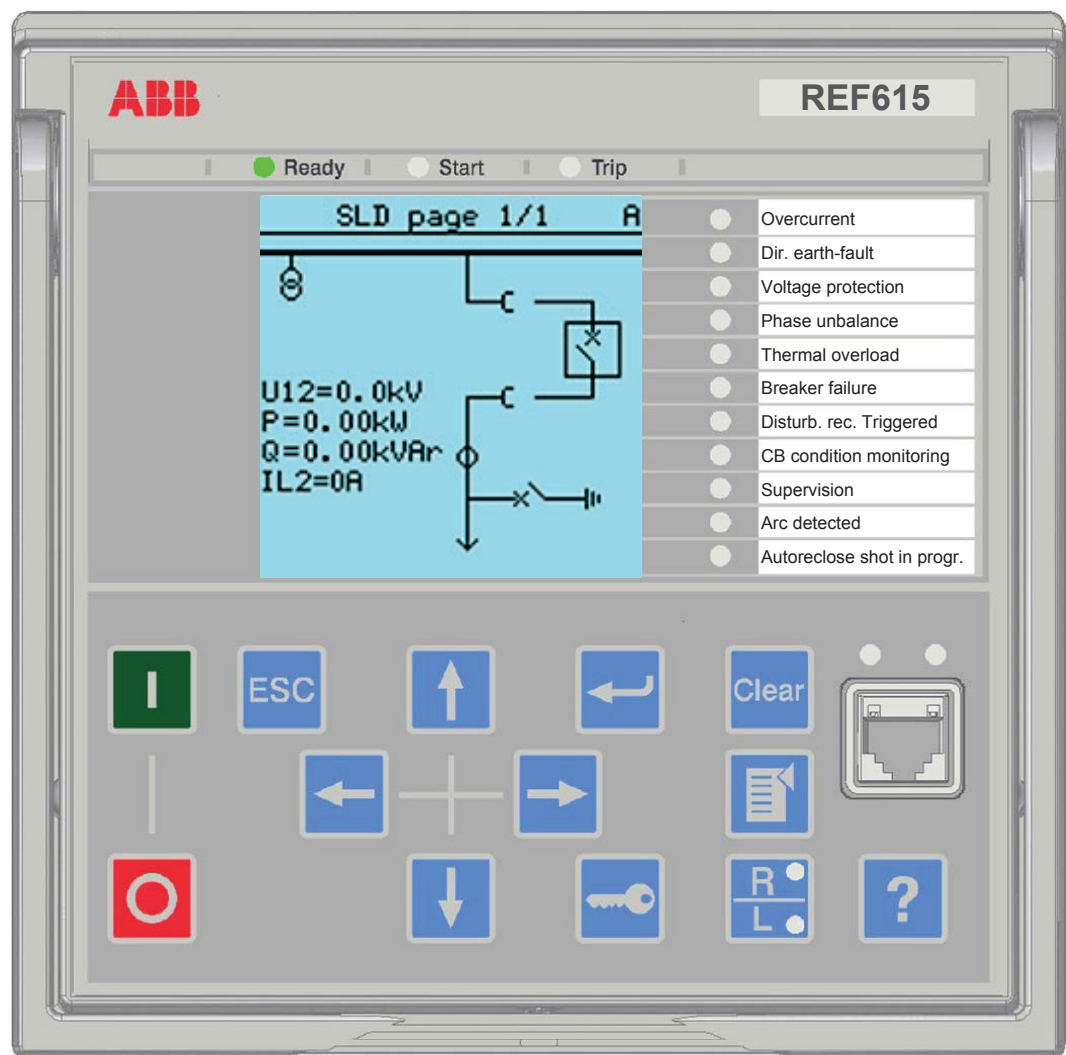 ABB
REF615
Ready Start Trip
SLD page 1/1 A
U12=0.0kV
P=0.00kW
Q=0.00kVAr
IL2=0A
Overcurrent
Dir. earth-fault
Voltage protection
Phase unbalance
Thermal overload
Breaker failure
Disturb. rec. Triggered
CB condition monitoring
Supervision
Arc detected
Autoreclose shot in progr.
I ESC Clear
O R
L ?